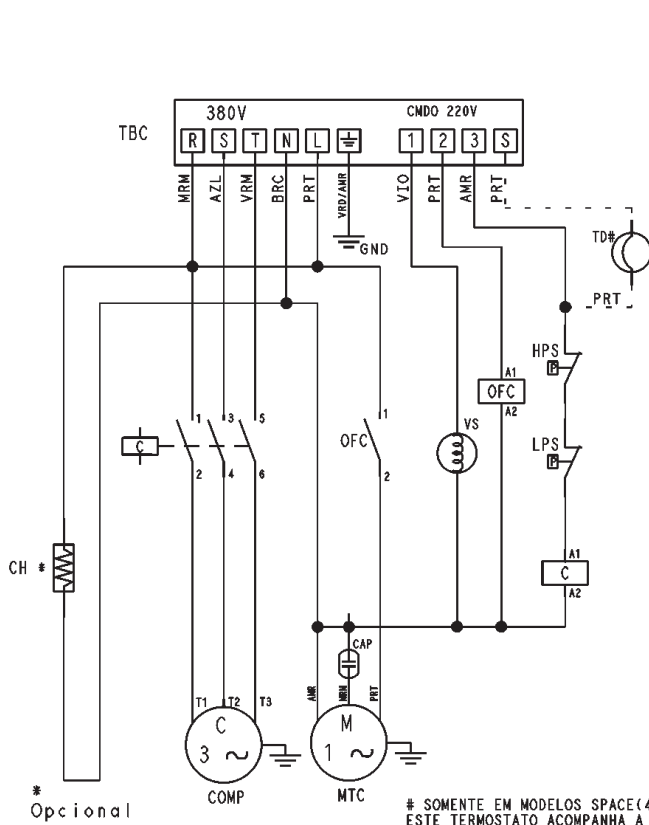 380V CMDO 220V
TBC
R S T N L 1 2 3 S
MRM AZL VRM BRC PRT VRD/AMR VIO PRT AMR PRT
GND
TD#
PRT
HPS
P
A1
OFC
A2
1 3 5
1
C
OFC
VS
LPS
P
2 4 6
2
CH *
A1
C
A2
CAP
AMR MRM PRT
T1 T2 T3
C
3 ~
M
1 ~
COMP
MTC
*
Opcional
# SOMENTE EM MODELOS SPACE(4
ESTE TERMOSTATO ACOMPANHA A